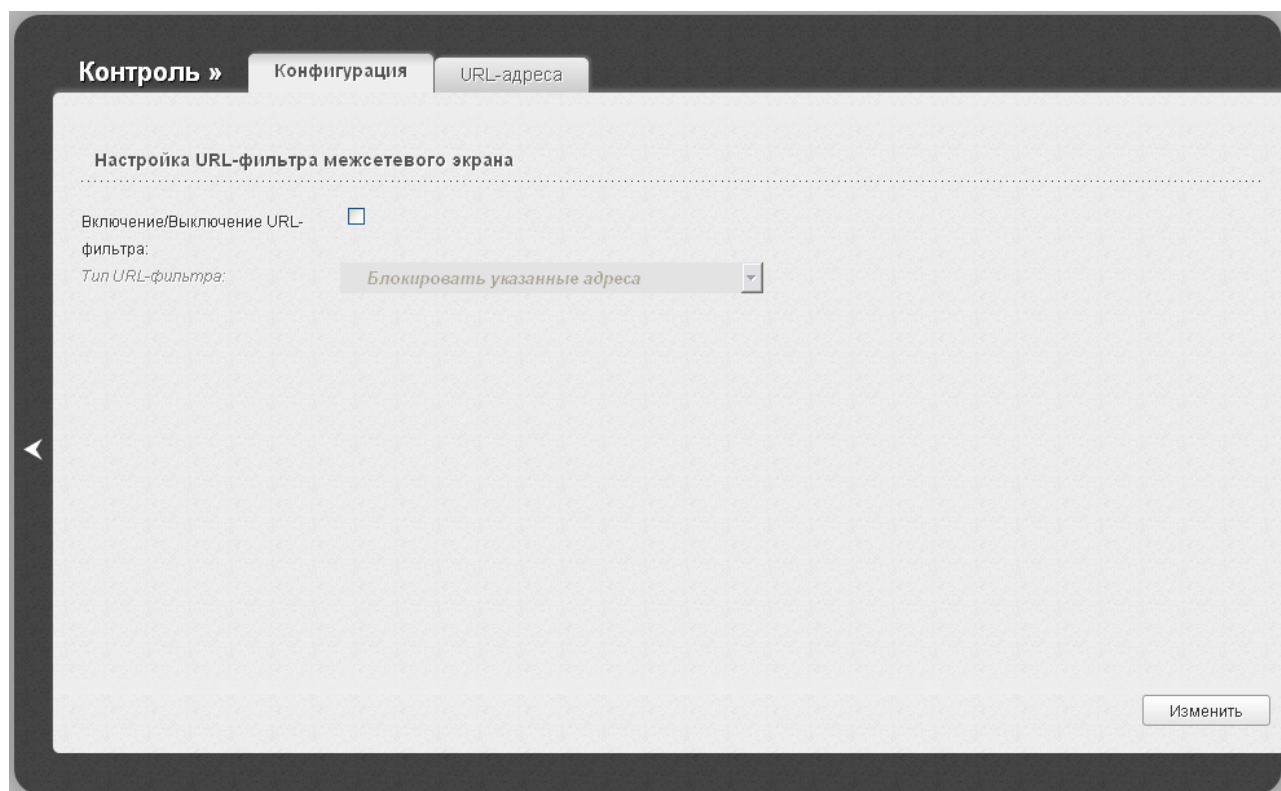 Контроль »
Конфигурация
URL-адреса
Настройка URL-фильтра межсетевого экрана
Включение/Выключение URL-
фильтра:
Тип URL-фильтра:
Блокировать указанные адреса
Изменить